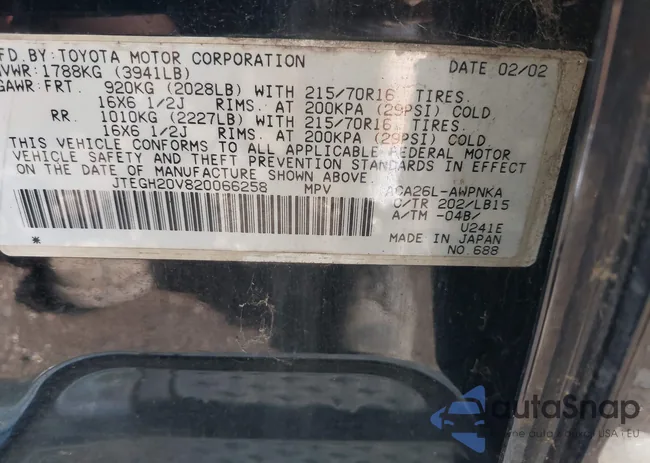 FD. BY: TOYOTA MOTOR CORPORATION DATE 02/02
VWR: 1788KG (3941LB)
GAWR: FRT. 920KG (2028LB) WITH 215/70R16 TIRES.
16X6 1/2J RIMS. AT 200KPA (29PSI) COLD
RR. 1010KG (2227LB) WITH 215/70R16 TIRES.
16X6 1/2J RIMS. AT 200KPA (29PSI) COLD
THIS VEHICLE CONFORMS TO ALL APPLICABLE FEDERAL MOTOR
VEHICLE SAFETY AND THEFT PREVENTION STANDARDS IN EFFECT
ON THE DATE OF MANUFACTURE SHOWN ABOVE.
JTEGH20V820066258 MPV ACA26L-AWPNKA
C/TR 202/LB15
A/TM -04B/
U241E
MADE IN JAPAN
* NO.688
autaSnap
USA i EU